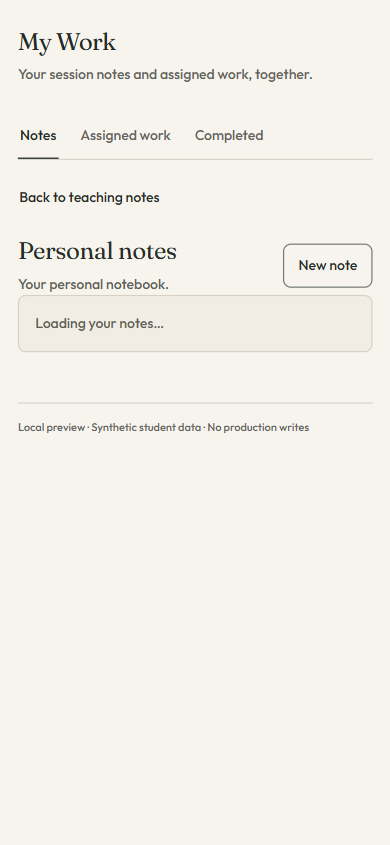 My Work
Your session notes and assigned work, together.
Notes Assigned work Completed
Back to teaching notes
Personal notes
New note
Your personal notebook.
Loading your notes...
Local preview · Synthetic student data · No production writes